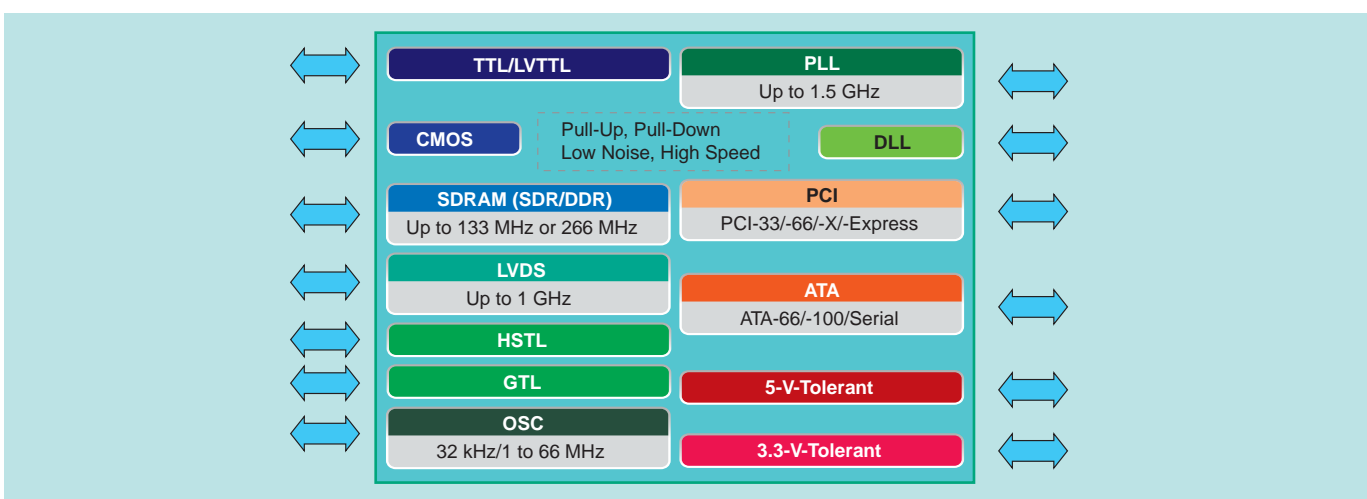 TTL/LVTTL
PLL
Up to 1.5 GHz
CMOS
Pull-Up, Pull-Down
Low Noise, High Speed
DLL
SDRAM (SDR/DDR)
Up to 133 MHz or 266 MHz
PCI
PCI-33/-66/-X/-Express
LVDS
Up to 1 GHz
ATA
ATA-66/-100/Serial
HSTL
GTL
5-V-Tolerant
OSC
32 kHz/1 to 66 MHz
3.3-V-Tolerant